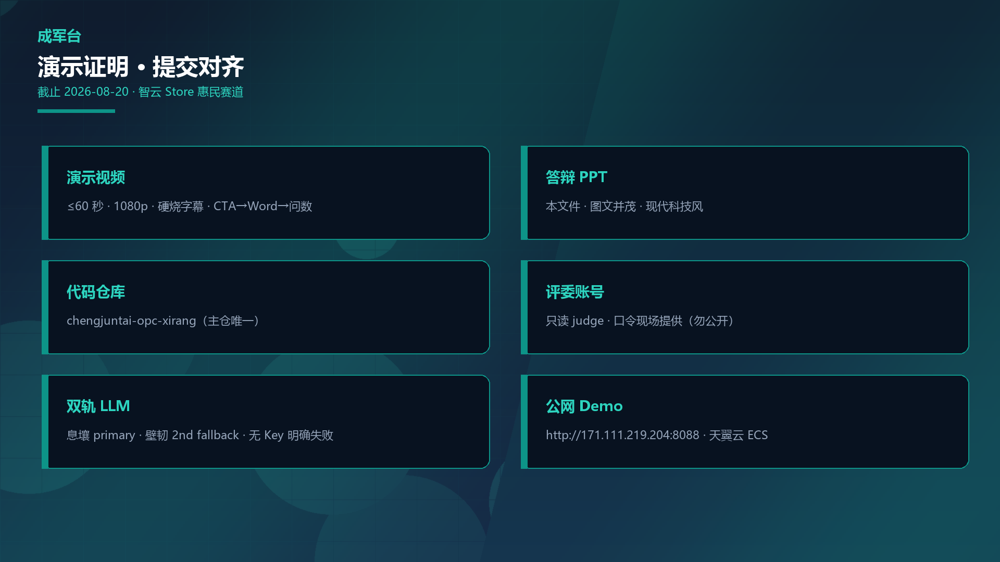 成军台
演示证明 · 提交对齐
截止 2026-08-20 · 智云 Store 惠民赛道
演示视频
≤60 秒 · 1080p · 硬烧字幕 · CTA→Word→问数
答辩 PPT
本文件 · 图文并茂 · 现代科技风
代码仓库
chengjuntai-opc-xirang（主仓唯一）
评委账号
只读 judge · 口令现场提供（勿公开）
双轨 LLM
息壤 primary · 壁韧 2nd fallback · 无 Key 明确失败
公网 Demo
http://171.111.219.204:8088 · 天翼云 ECS